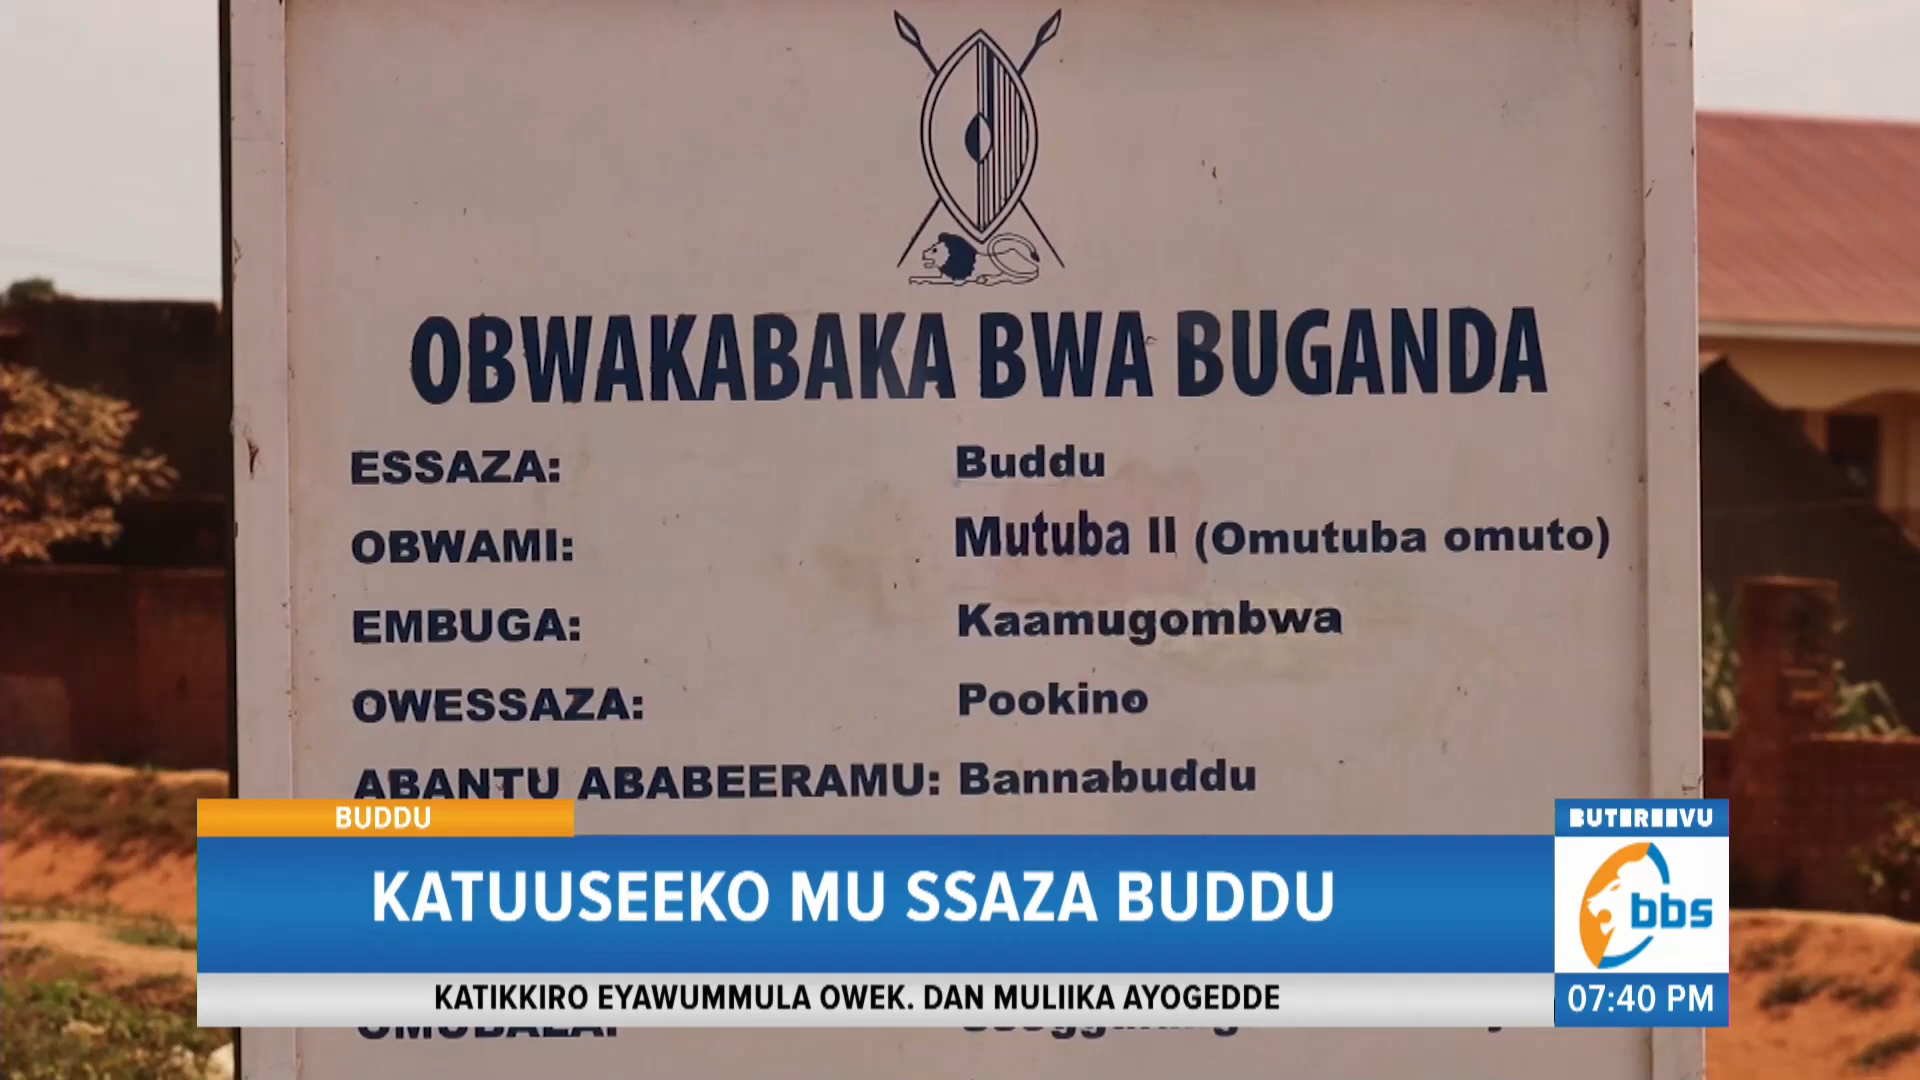 OBWAKABAKA BWA BUGANDA
ESSAZA: Buddu
OBWAMI: Mutuba II (Omutuba omuto)
EMBUGA: Kaamugombwa
OWESSAZA: Pookino
ABANTU ABABEERAMU: Bannabuddu
BUDDU
BUTEREEVU
KATUUSEEKO MU SSAZA BUDDU
bbs
KATIKKIRO EYAWUMMULA OWEK. DAN MULIIKA AYOGEDDE
07:40 PM